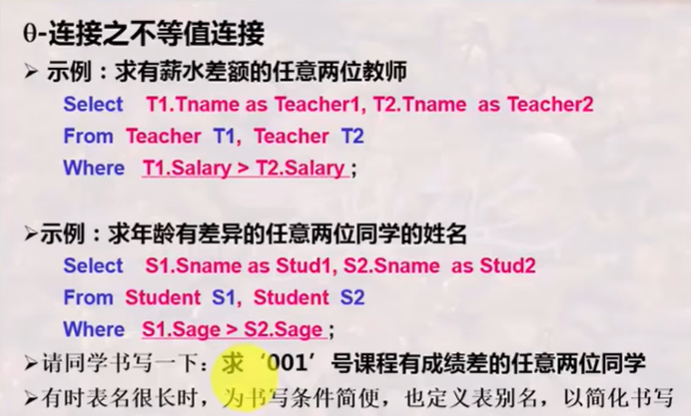 θ-连接之不等值连接
➢ 示例：求有薪水差额的任意两位教师
Select T1.Tname as Teacher1, T2.Tname as Teacher2
From Teacher T1, Teacher T2
Where T1.Salary > T2.Salary ;
➢示例：求年龄有差异的任意两位同学的姓名
Select S1.Sname as Stud1, S2.Sname as Stud2
From Student S1, Student S2
Where S1.Sage > S2.Sage ;
➢请同学书写一下：求‘001’号课程有成绩差的任意两位同学
➢有时表名很长时，为书写条件简便，也定义表别名，以简化书写